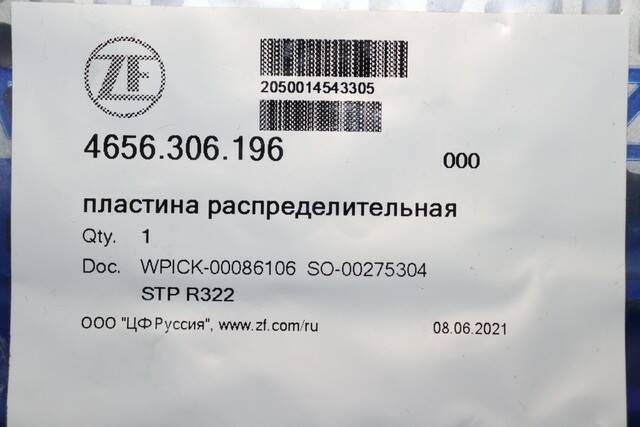 ZF
2050014543305
4656.306.196 000
пластина распределительная
Qty. 1
Doc. WPICK-00086106 SO-00275304
STP R322
ООО "ЦФ Руссия", www.zf.com/ru 08.06.2021